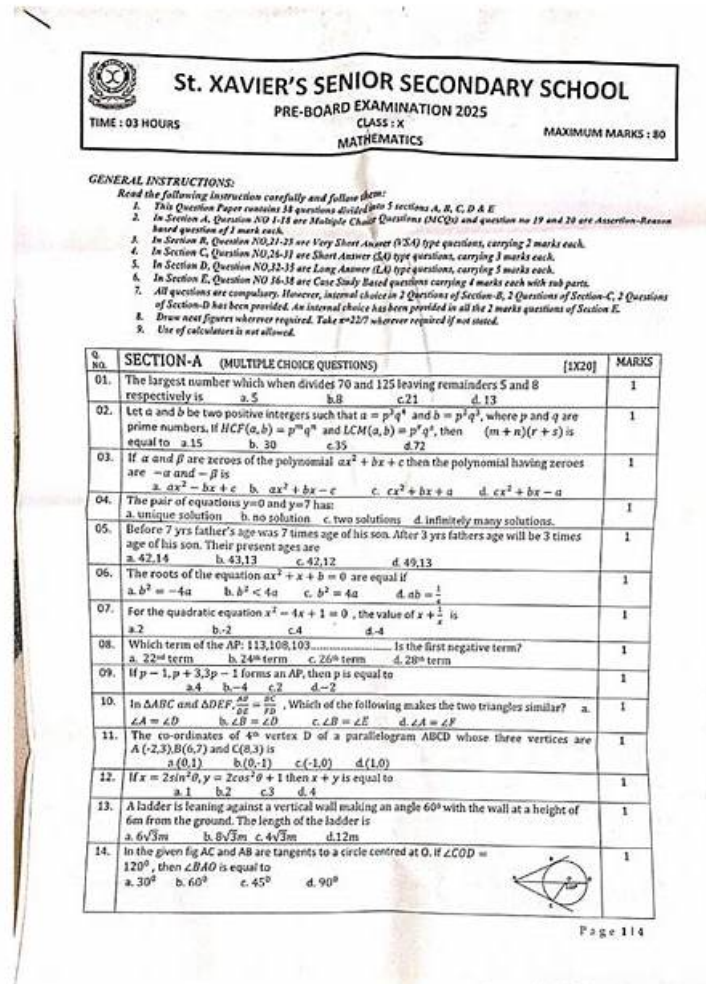 St. XAVIER'S SENIOR SECONDARY SCHOOL
PRE-BOARD EXAMINATION 2025
TIME : 03 HOURS
CLASS : X
MAXIMUM MARKS : 80
MATHEMATICS
GENERAL INSTRUCTIONS:
Read the following instruction carefully and follow them:
1. This Question Paper contains 38 questions divided into 5 sections A, B, C, D & E
2. In Section A, Question NO 1-18 are Multiple Choice Questions (MCQs) and question no 19 and 20 are Assertion-Reason
based question of 1 mark each.
3. In Section B, Question NO,21-25 are Very Short Answer (VSA) type questions, carrying 2 marks each.
4. In Section C, Question NO,26-31 are Short Answer (SA) type questions, carrying 3 marks each.
5. In Section D, Question NO,32-35 are Long Answer (LA) type questions, carrying 5 marks each.
6. In Section E, Question NO 36-38 are Case Study Based questions carrying 4 marks each with sub parts.
7. All questions are compulsory. However, internal choice in 2 Questions of Section-B, 2 Questions of Section-C, 2 Questions
of Section-D has been provided. An internal choice has been provided in all the 2 marks questions of Section E.
8. Draw neat figures wherever required. Take π=22/7 wherever required if not stated.
9. Use of calculators is not allowed.
Q. NO. SECTION-A (MULTIPLE CHOICE QUESTIONS) [1X20] MARKS
01. The largest number which when divides 70 and 125 leaving remainders 5 and 8 1
respectively is a. 5 b.8 c.21 d. 13
02. Let a and b be two positive intergers such that a = p³q⁴ and b = p²q³, where p and q are 1
prime numbers. If HCF(a,b) = pᵐqⁿ and LCM(a,b) = pʳqˢ, then (m + n)(r + s) is
equal to a.15 b. 30 c.35 d.72
03. If α and β are zeroes of the polynomial ax² + bx + c then the polynomial having zeroes 1
are −α and − β is
a. ax² − bx + c b. ax² + bx − c c. cx² + bx + a d. cx² + bx − a
04. The pair of equations y=0 and y=7 has: 1
a. unique solution b. no solution c. two solutions d. infinitely many solutions.
05. Before 7 yrs father's age was 7 times age of his son. After 3 yrs fathers age will be 3 times 1
age of his son. Their present ages are
a. 42,14 b. 43,13 c. 42,12 d. 49,13
06. The roots of the equation ax² + x + b = 0 are equal if 1
a. b² = −4a b. b² < 4a c. b² = 4a d. ab = 1/4
07. For the quadratic equation x² − 4x + 1 = 0 , the value of x + 1/x is 1
a.2 b.-2 c.4 d.-4
08. Which term of the AP: 113,108,103.................... Is the first negative term? 1
a. 22ⁿᵈ term b. 24ᵗʰ term c. 26ᵗʰ term d. 28ᵗʰ term
09. If p − 1, p + 3,3p − 1 forms an AP, then p is equal to 1
a.4 b.−4 c.2 d.−2
10. In ΔABC and ΔDEF, AB/DE = BC/FD , Which of the following makes the two triangles similar? a. 1
∠A = ∠D b. ∠B = ∠D c. ∠B = ∠E d. ∠A = ∠F
11. The co-ordinates of 4ᵗʰ vertex D of a parallelogram ABCD whose three vertices are 1
A (-2,3),B(6,7) and C(8,3) is
a.(0,1) b.(0,-1) c.(-1,0) d.(1,0)
12. If x = 2sin²θ, y = 2cos²θ + 1 then x + y is equal to 1
a. 1 b.2 c.3 d. 4
13. A ladder is leaning against a vertical wall making an angle 60⁰ with the wall at a height of 1
6m from the ground. The length of the ladder is
a. 6√3m b. 8√3m c. 4√3m d.12m
14. In the given fig AC and AB are tangents to a circle centred at O. If ∠COD = 1
120⁰ , then ∠BAO is equal to
a. 30⁰ b. 60⁰ c. 45⁰ d. 90⁰
Page 1|4